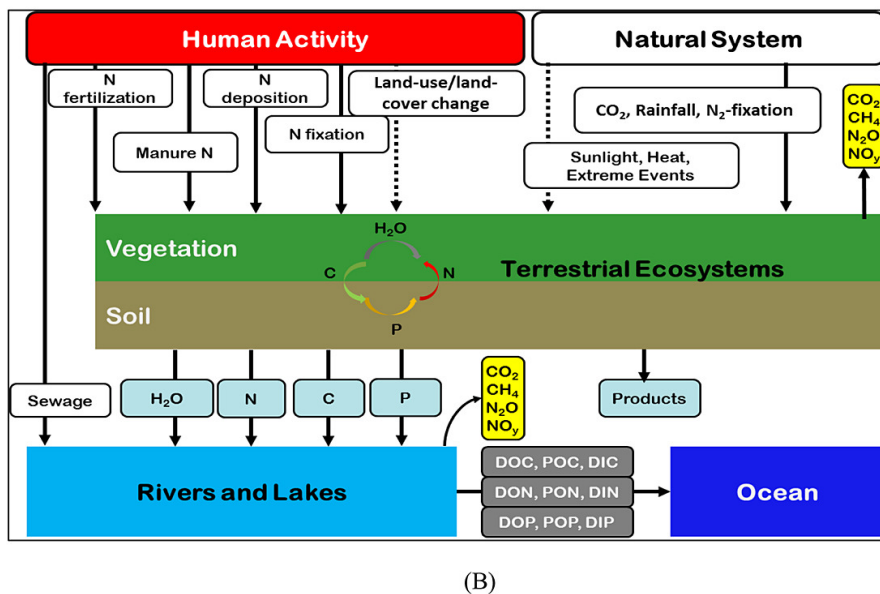 Human Activity
Natural System
N
fertilization
N
deposition
Land-use/land-
cover change
CO₂, Rainfall, N₂-fixation
CO₂
CH₄
N₂O
NOy
Manure N
N fixation
Sunlight, Heat,
Extreme Events
Vegetation
H₂O
C
N
P
Terrestrial Ecosystems
Soil
Sewage
H₂O
N
C
P
CO₂
CH₄
N₂O
NOy
Products
Rivers and Lakes
DOC, POC, DIC
DON, PON, DIN
DOP, POP, DIP
Ocean
(B)